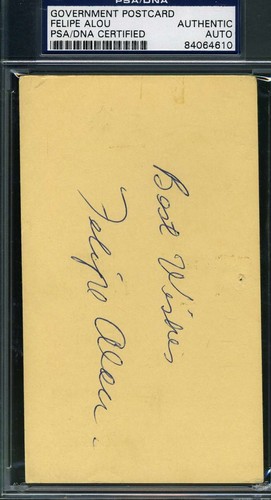 PSA/DNA
GOVERNMENT POSTCARD
FELIPE ALOU
PSA/DNA CERTIFIED
AUTHENTIC
AUTO
84064610
Best Wishes
Felipe Alou